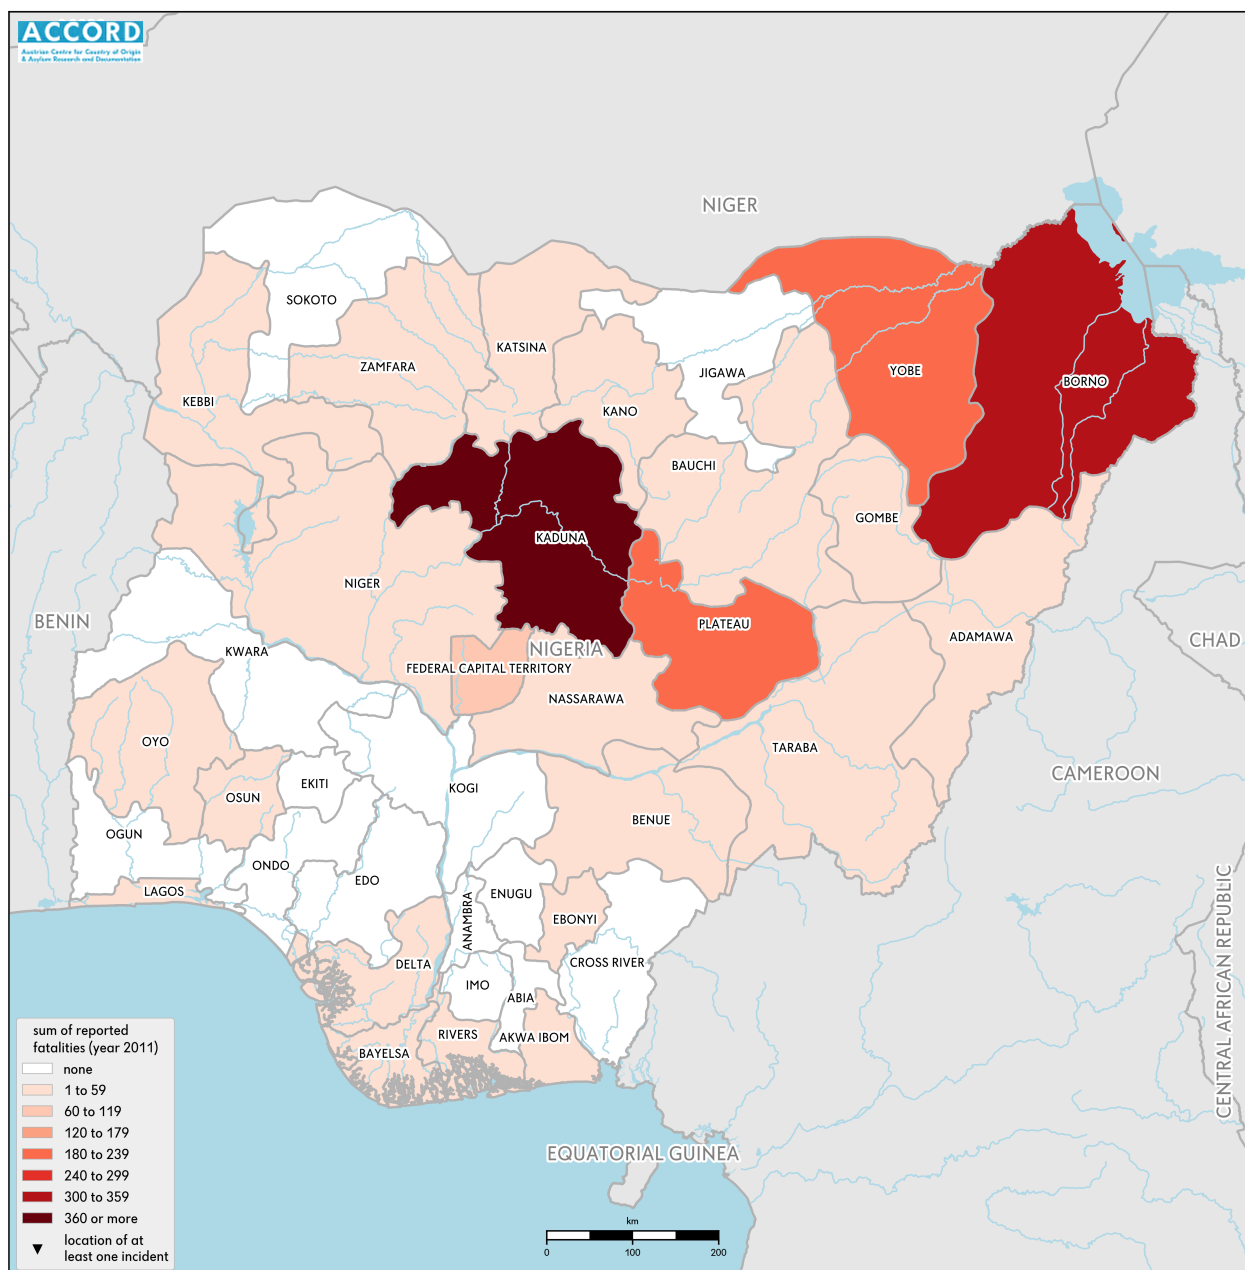 ACCORD
Austrian Centre for Country of Origin
& Asylum Research and Documentation
NIGER
SOKOTO
KATSINA
ZAMFARA
JIGAWA
YOBE
BORNO
KEBBI
KANO
BAUCHI
GOMBE
KADUNA
NIGER
BENIN
PLATEAU
ADAMAWA
CHAD
KWARA
NIGERIA
FEDERAL CAPITAL TERRITORY
NASSARAWA
OYO
TARABA
CAMEROON
EKITI
KOGI
OSUN
BENUE
OGUN
ONDO
EDO
LAGOS
ENUGU
ANAMBRA
EBONYI
DELTA
CROSS RIVER
IMO
ABIA
RIVERS
AKWA IBOM
BAYELSA
CENTRAL AFRICAN REPUBLIC
EQUATORIAL GUINEA
sum of reported
fatalities (year 2011)
none
1 to 59
60 to 119
120 to 179
180 to 239
240 to 299
300 to 359
360 or more
location of at
least one incident
km
0 100 200